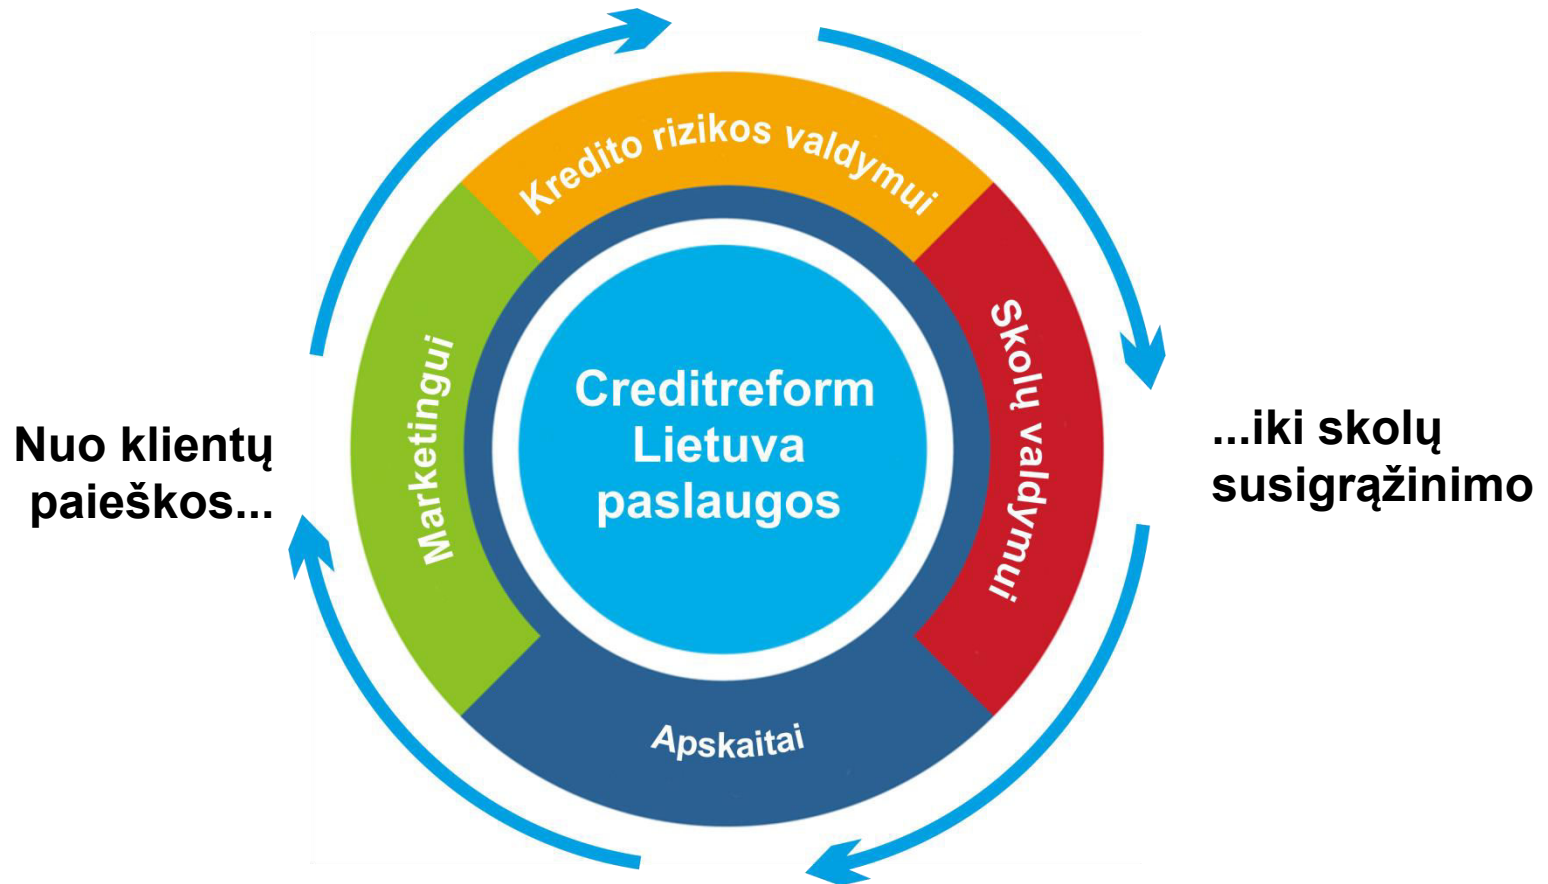 Kredito rizikos valdymui
Skolų valdymui
Marketingui
Apskaitai
Creditreform
Lietuva
paslaugos
Nuo klientų
paieškos...
...iki skolų
susigrąžinimo